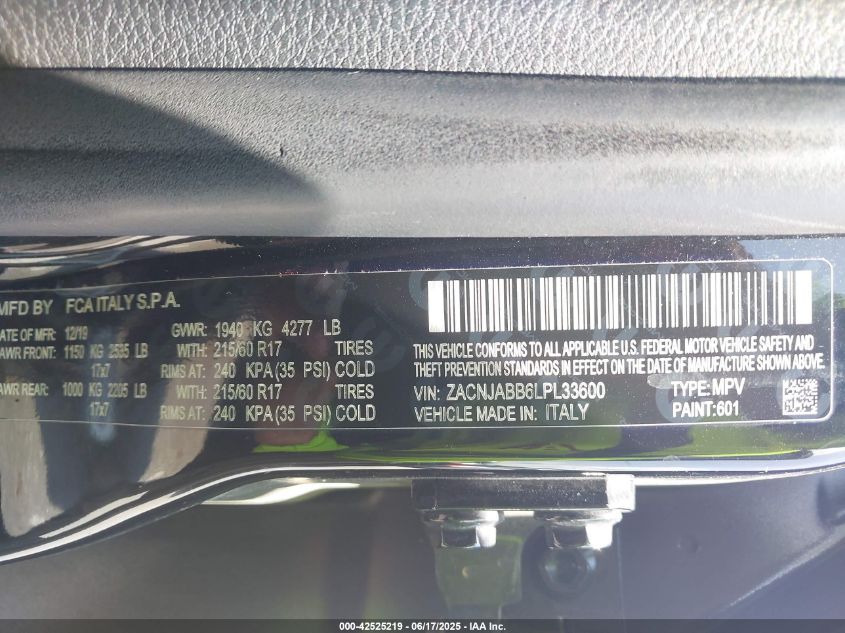 MFD BY FCA ITALY S.P.A.
DATE OF MFR: 12/19 GVWR: 1940 KG 4277 LB
AWR FRONT: 1150 KG 2535 LB WITH: 215/60 R17 TIRES
17x7 RIMS AT: 240 KPA(35 PSI) COLD
AWR REAR: 1000 KG 2205 LB WITH: 215/60 R17 TIRES
17x7 RIMS AT: 240 KPA(35 PSI) COLD
THIS VEHICLE CONFORMS TO ALL APPLICABLE U.S. FEDERAL MOTOR VEHICLE SAFETY AND
THEFT PREVENTION STANDARDS IN EFFECT ON THE DATE OF MANUFACTURE SHOWN ABOVE.
VIN: ZACNJABB6LPL33600 TYPE: MPV
VEHICLE MADE IN: ITALY PAINT: 601
000-42525219 - 06/17/2025 - IAA Inc.